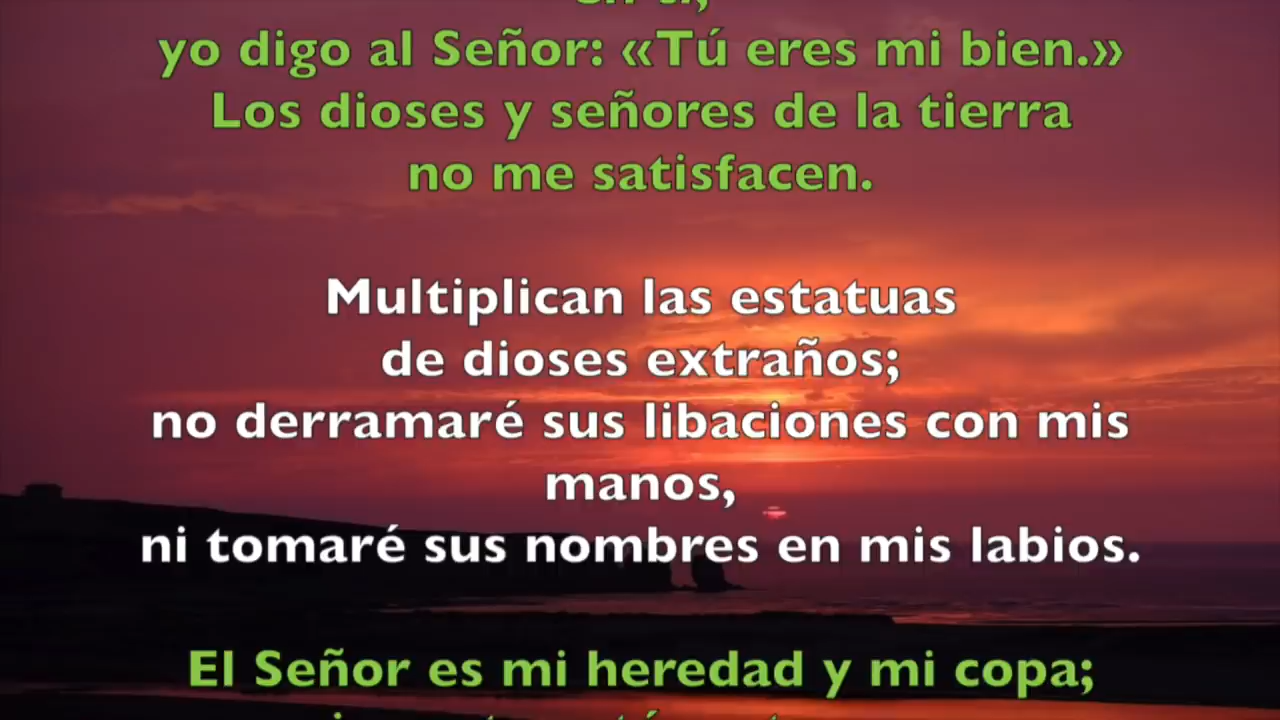 yo digo al Señor: «Tú eres mi bien.»
Los dioses y señores de la tierra
no me satisfacen.
Multiplican las estatuas
de dioses extraños;
no derramaré sus libaciones con mis
manos,
ni tomaré sus nombres en mis labios.
El Señor es mi heredad y mi copa;